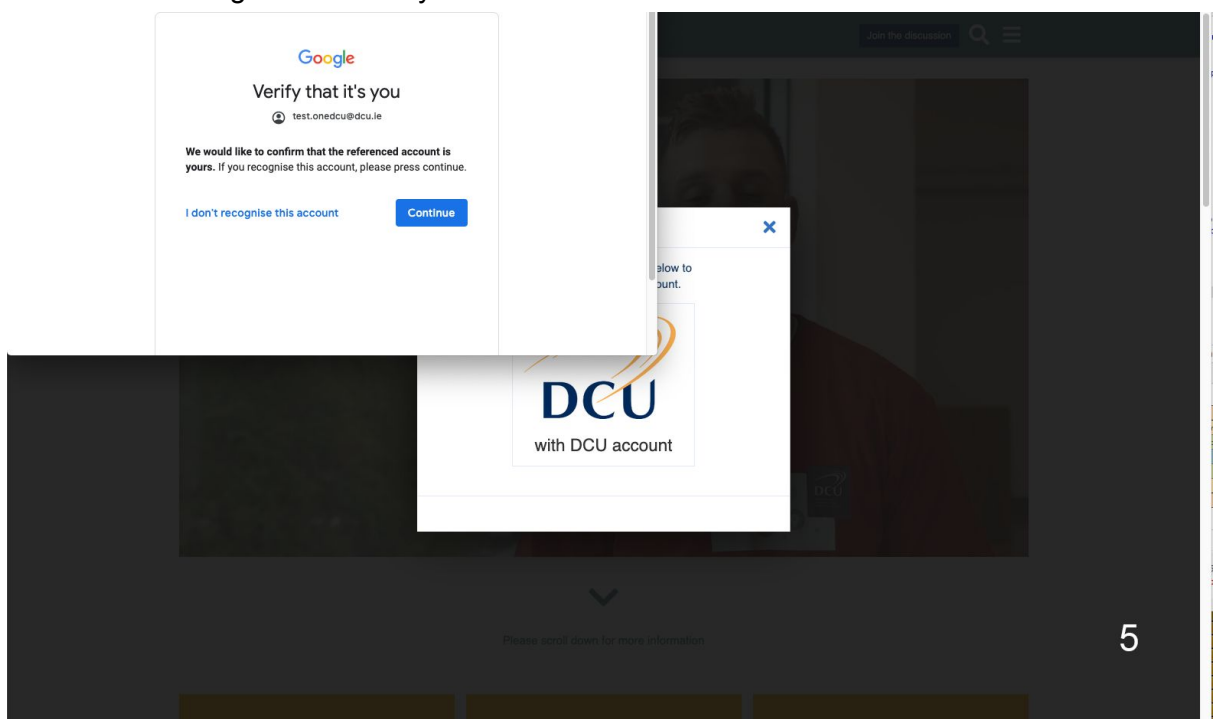 Join the discussion
Google
Verify that it's you
test.onedcu@dcu.ie
We would like to confirm that the referenced account is
yours. If you recognise this account, please press continue.
I don't recognise this account
Continue
elow to
ount.
DCU
with DCU account
DCU
Please scroll down for more information
5